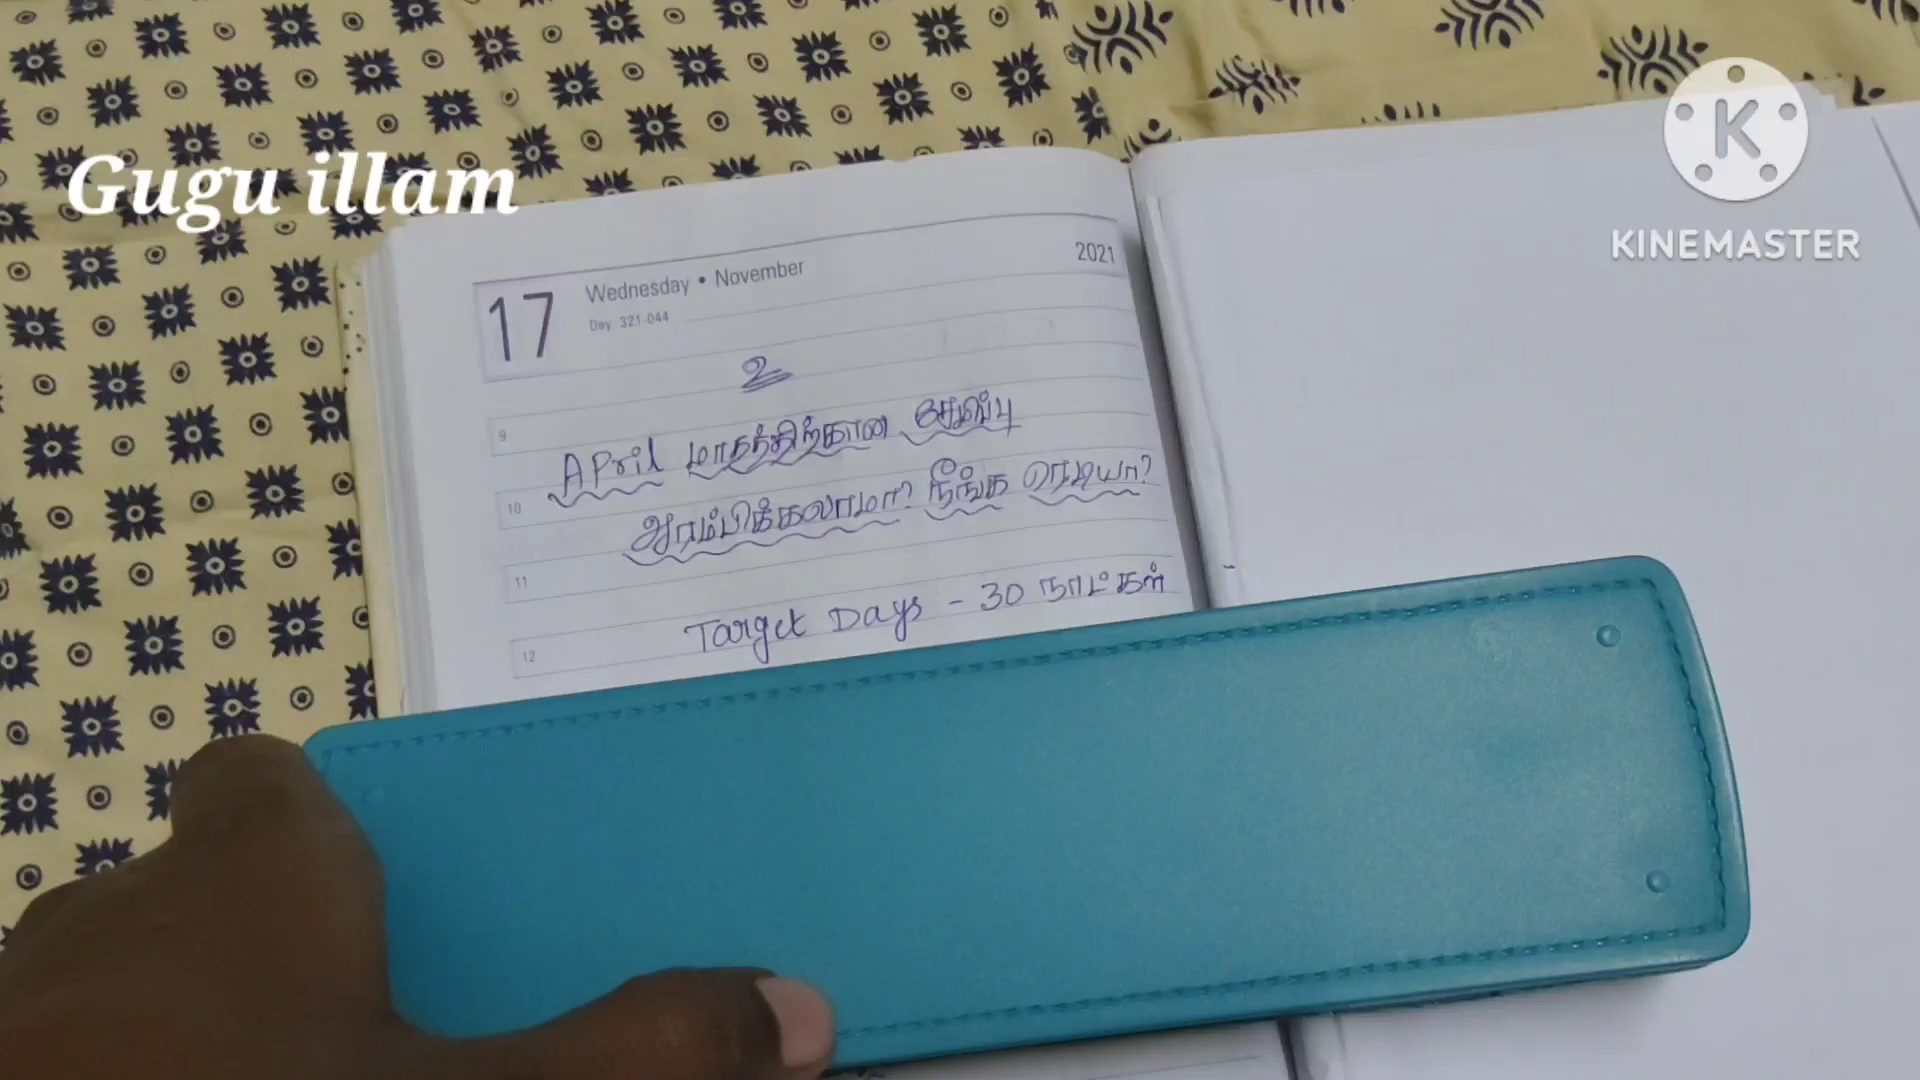 Gugu illam
KINEMASTER
17
Wednesday • November
2021
Day 321-044
உ
9
April மாதத்திற்கான சேமிப்பு
10
ஆரம்பிக்கலாமா? நீங்க ரெடியா?
11
Target Days - 30 நாட்கள்
12